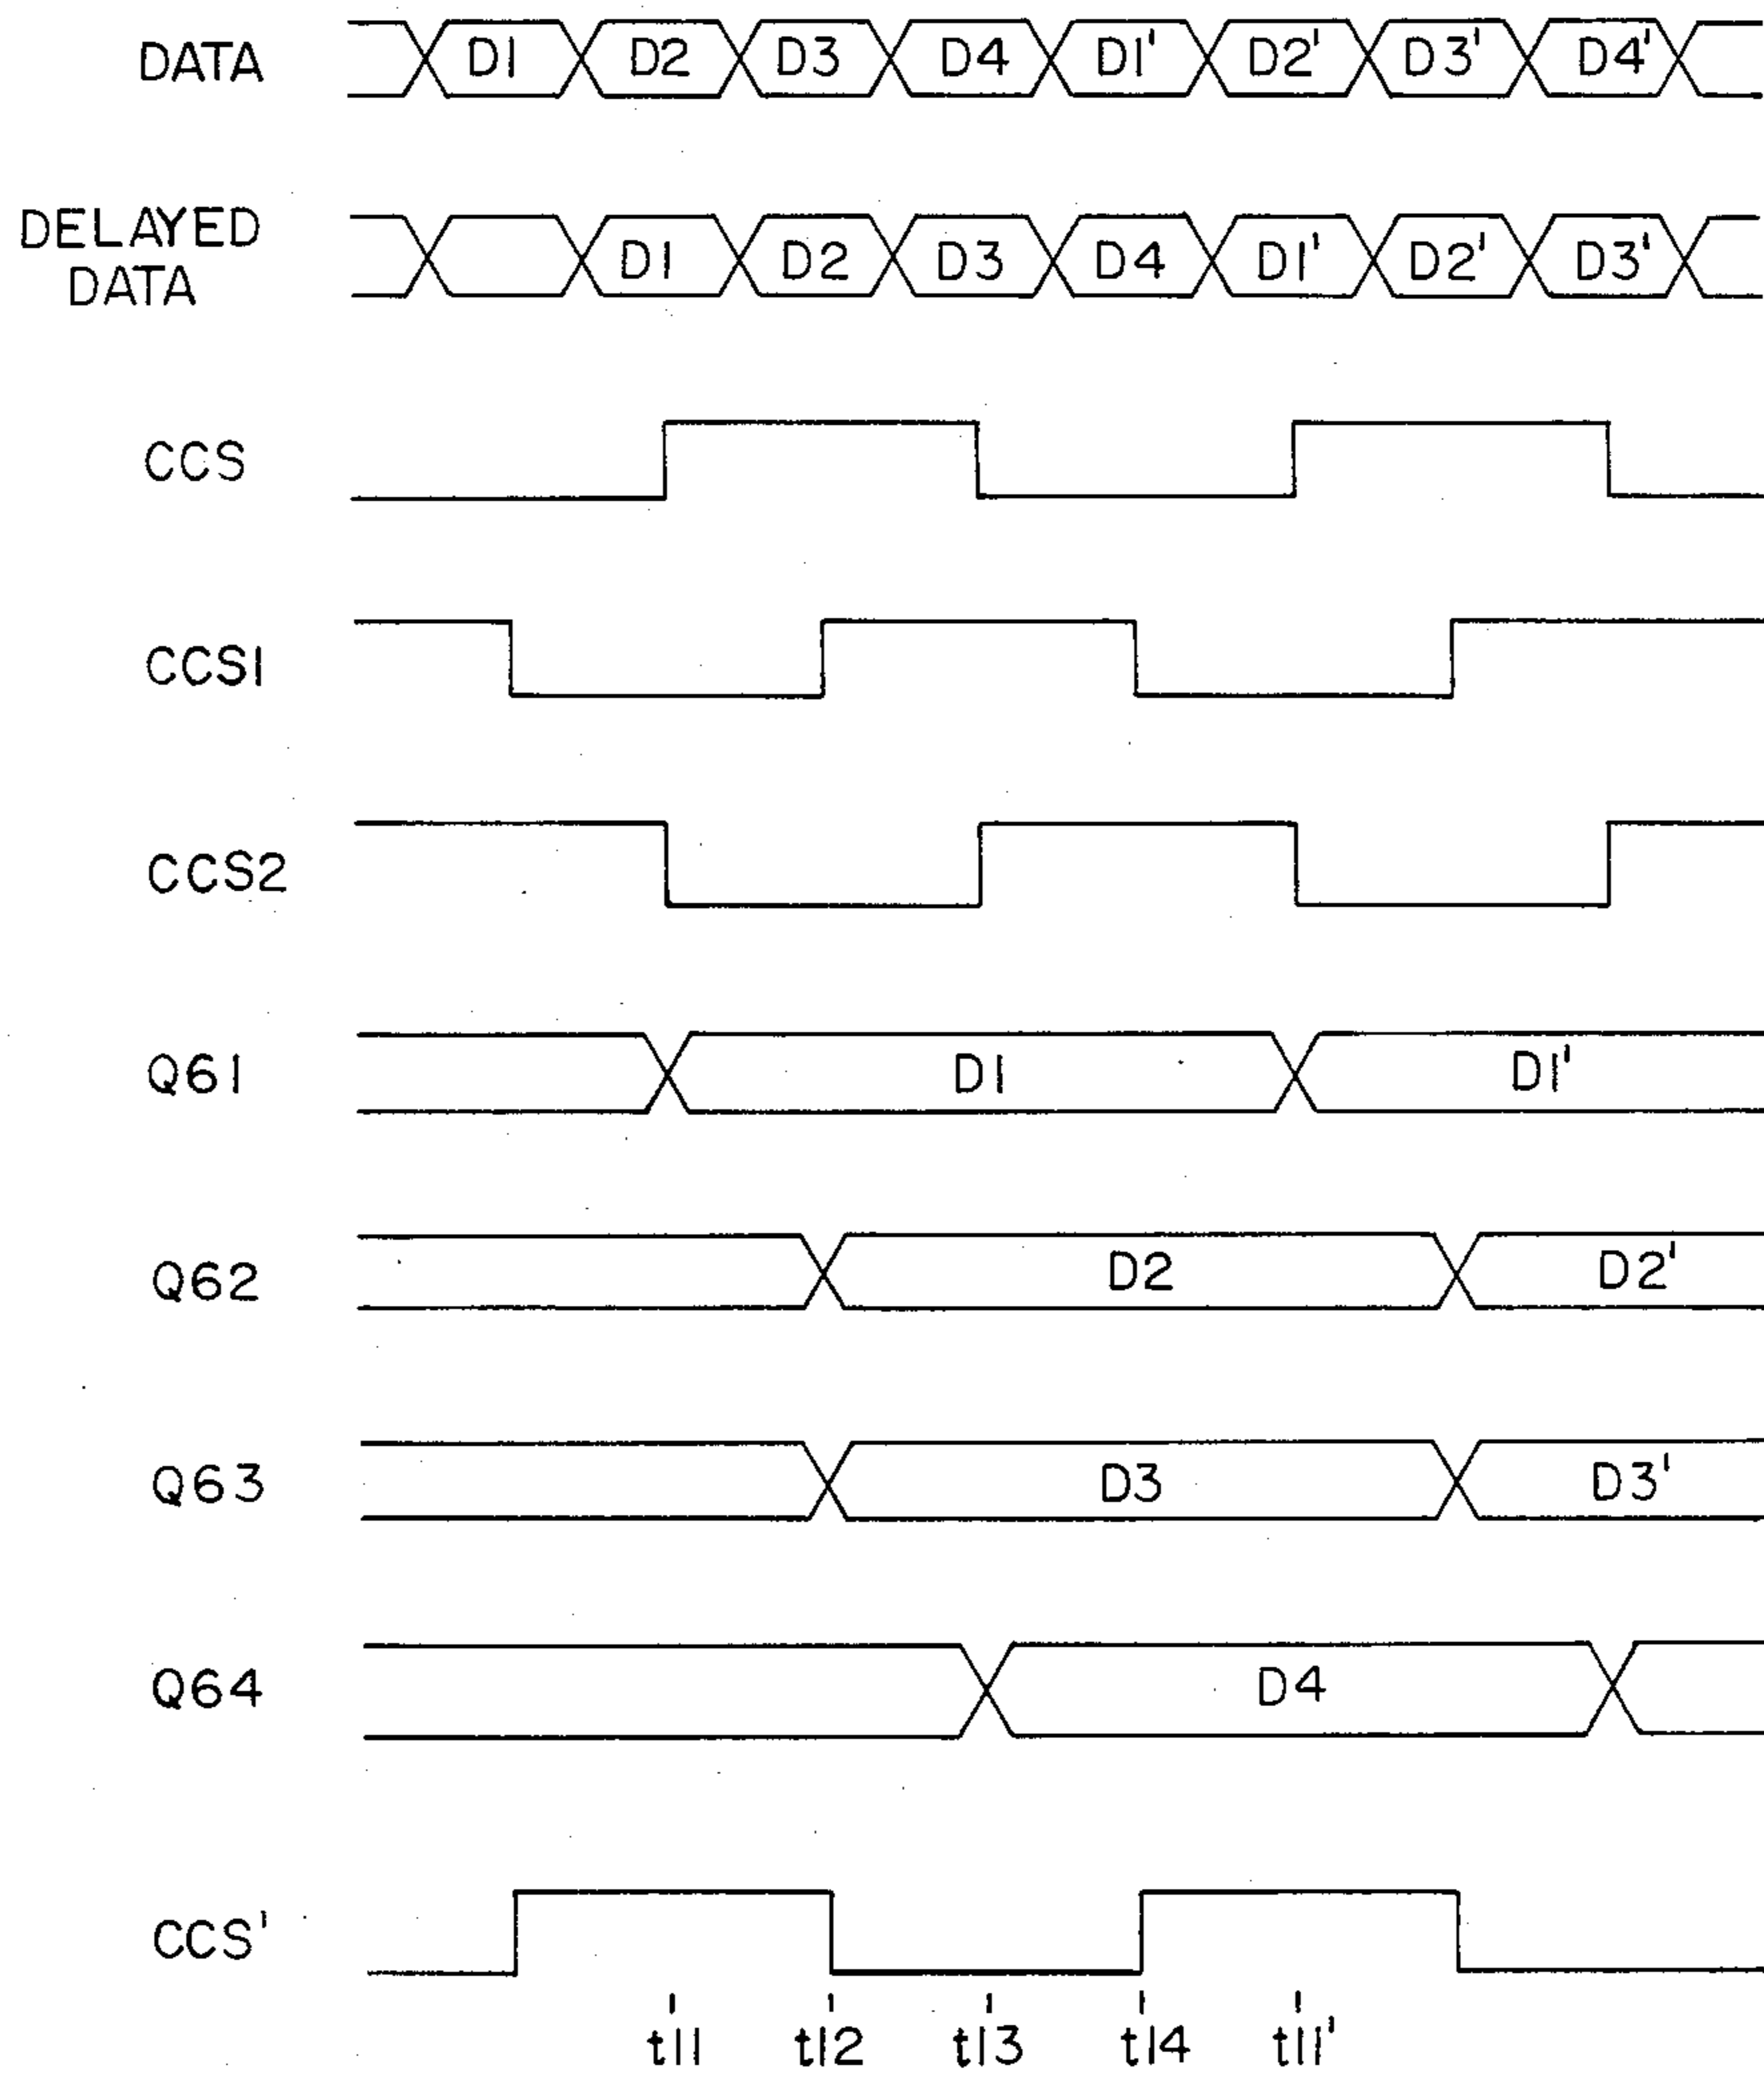 DATA D1 D2 D3 D4 D1' D2' D3' D4'
DELAYED
DATA D1 D2 D3 D4 D1' D2' D3'
CCS
CCS1
CCS2
Q61 D1 D1'
Q62 D2 D2'
Q63 D3 D3'
Q64 D4
CCS'
t11 t12 t13 t14 t11'